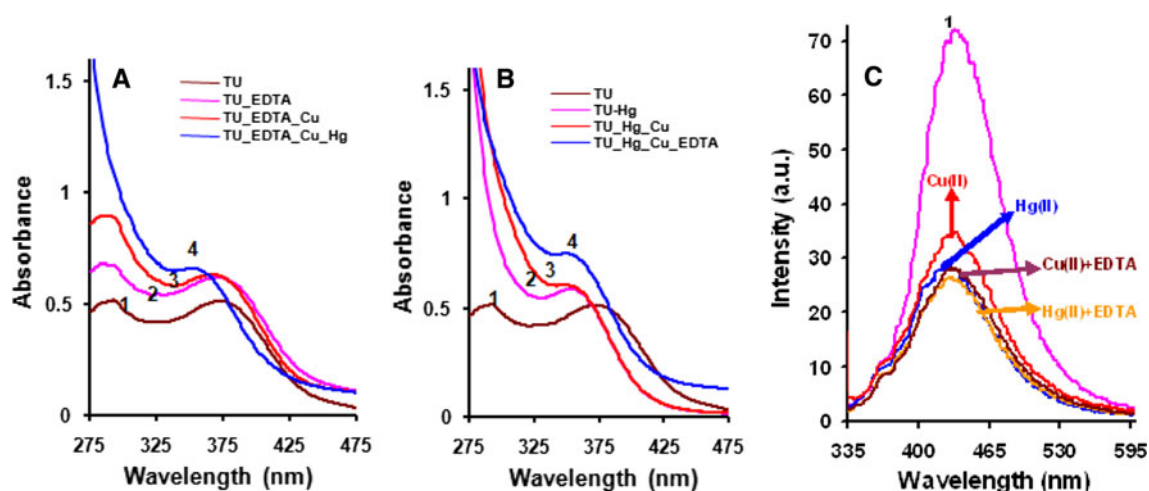 A
TU
TU_EDTA
TU_EDTA_Cu
TU_EDTA_Cu_Hg
1.5
1
0.5
0
Absorbance
1
2
3
4
275
325
375
425
475
Wavelength (nm)
B
TU
TU-Hg
TU_Hg_Cu
TU_Hg_Cu_EDTA
1.5
1
0.5
0
Absorbance
1
2
3
4
275
325
375
425
475
Wavelength (nm)
C
1
70
60
50
40
30
20
10
0
Intensity (a.u.)
Cu(II)
Hg(II)
Cu(II)+EDTA
Hg(II)+EDTA
335
400
465
530
595
Wavelength (nm)